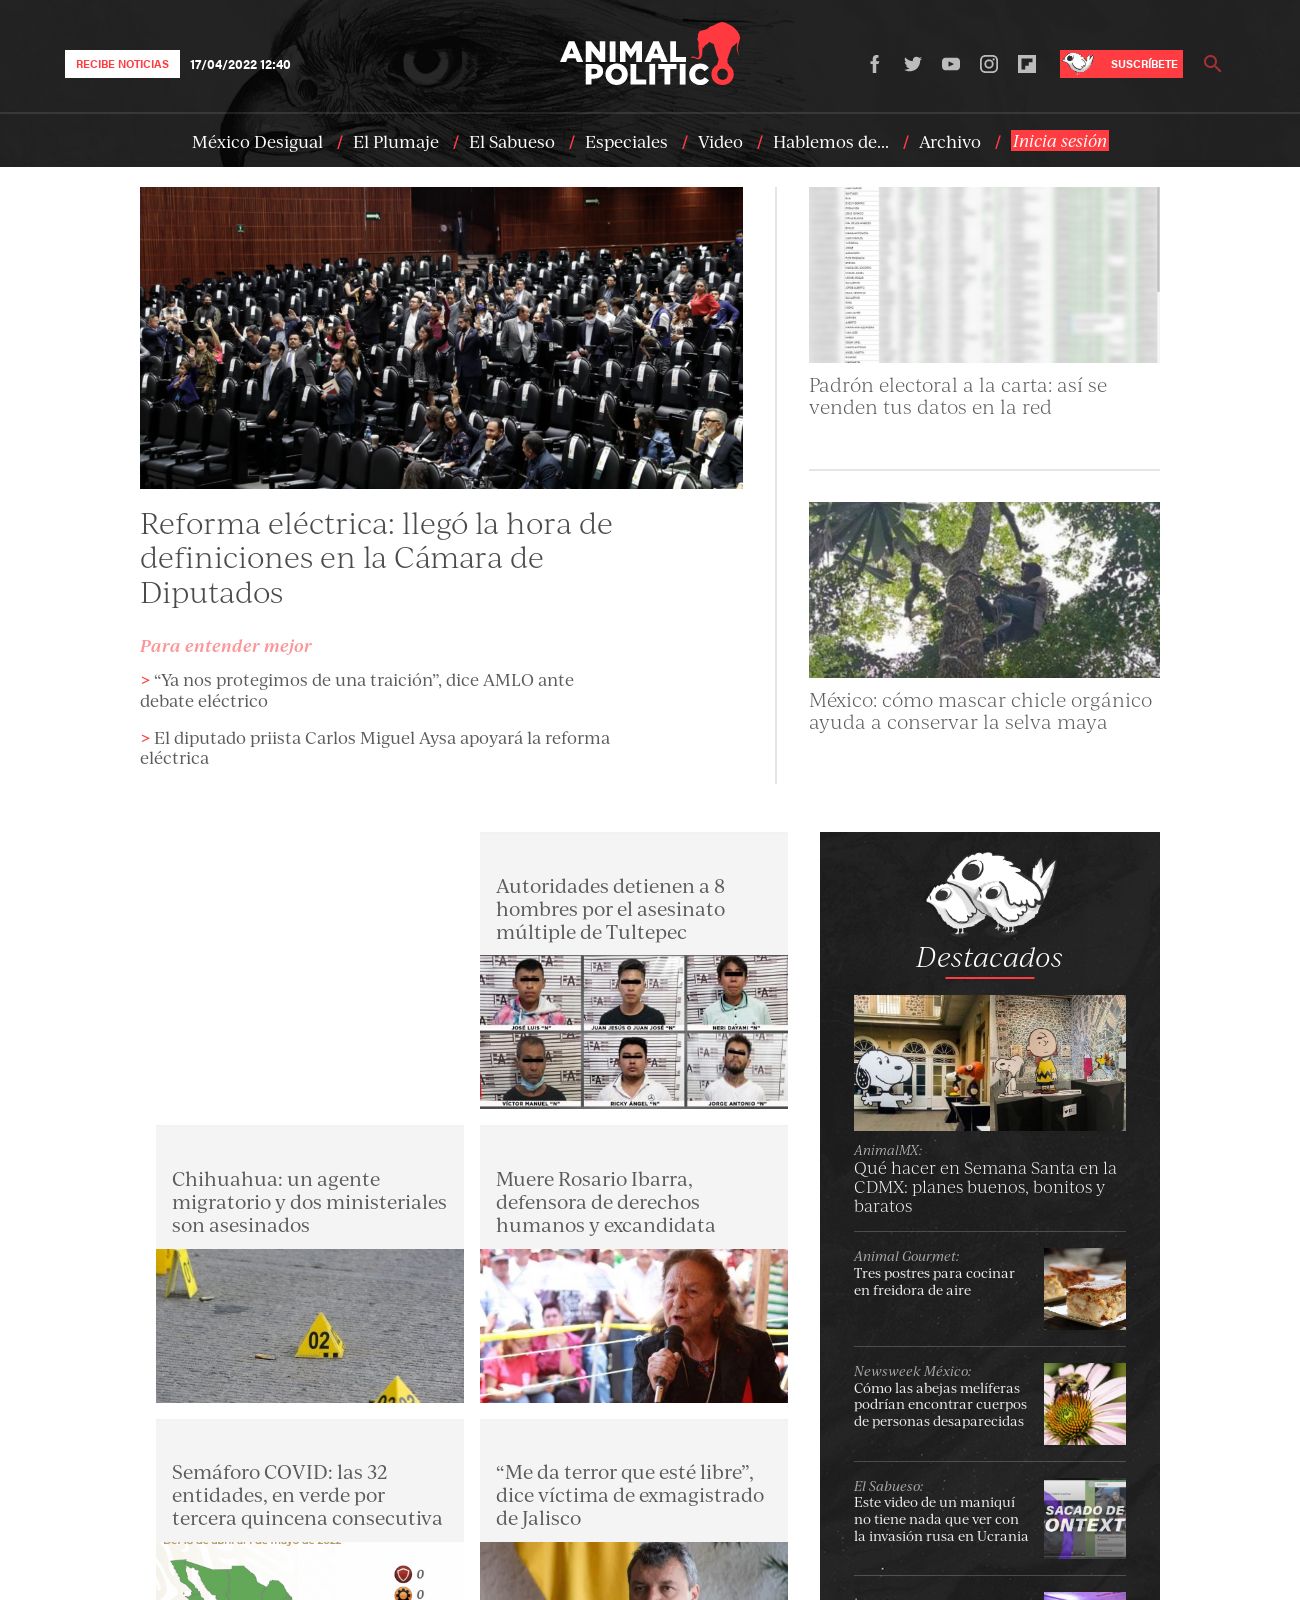 RECIBE NOTICIAS
17/04/2022 12:40
ANIMAL
POLITICO
SUSCRÍBETE
México Desigual / El Plumaje / El Sabueso / Especiales / Video / Hablemos de... / Archivo / Inicia sesión
Reforma eléctrica: llegó la hora de
definiciones en la Cámara de
Diputados
Para entender mejor
> “Ya nos protegimos de una traición”, dice AMLO ante
debate eléctrico
> El diputado priista Carlos Miguel Aysa apoyará la reforma
eléctrica
Padrón electoral a la carta: así se
venden tus datos en la red
México: cómo mascar chicle orgánico
ayuda a conservar la selva maya
Autoridades detienen a 8
hombres por el asesinato
múltiple de Tultepec
JOSÉ LUIS “N”
JUAN JESÚS O JUAN JOSÉ “N”
NERI DAYANI “N”
VÍCTOR MANUEL “N”
RICKY ÁNGEL “N”
JORGE ANTONIO “N”
Chihuahua: un agente
migratorio y dos ministeriales
son asesinados
02
Muere Rosario Ibarra,
defensora de derechos
humanos y excandidata
Semáforo COVID: las 32
entidades, en verde por
tercera quincena consecutiva
0
0
“Me da terror que esté libre”,
dice víctima de exmagistrado
de Jalisco
Destacados
AnimalMX:
Qué hacer en Semana Santa en la
CDMX: planes buenos, bonitos y
baratos
Animal Gourmet:
Tres postres para cocinar
en freidora de aire
Newsweek México:
Cómo las abejas melíferas
podrían encontrar cuerpos
de personas desaparecidas
El Sabueso:
Este video de un maniquí
no tiene nada que ver con
la invasión rusa en Ucrania
SACADO DE
CONTEXT